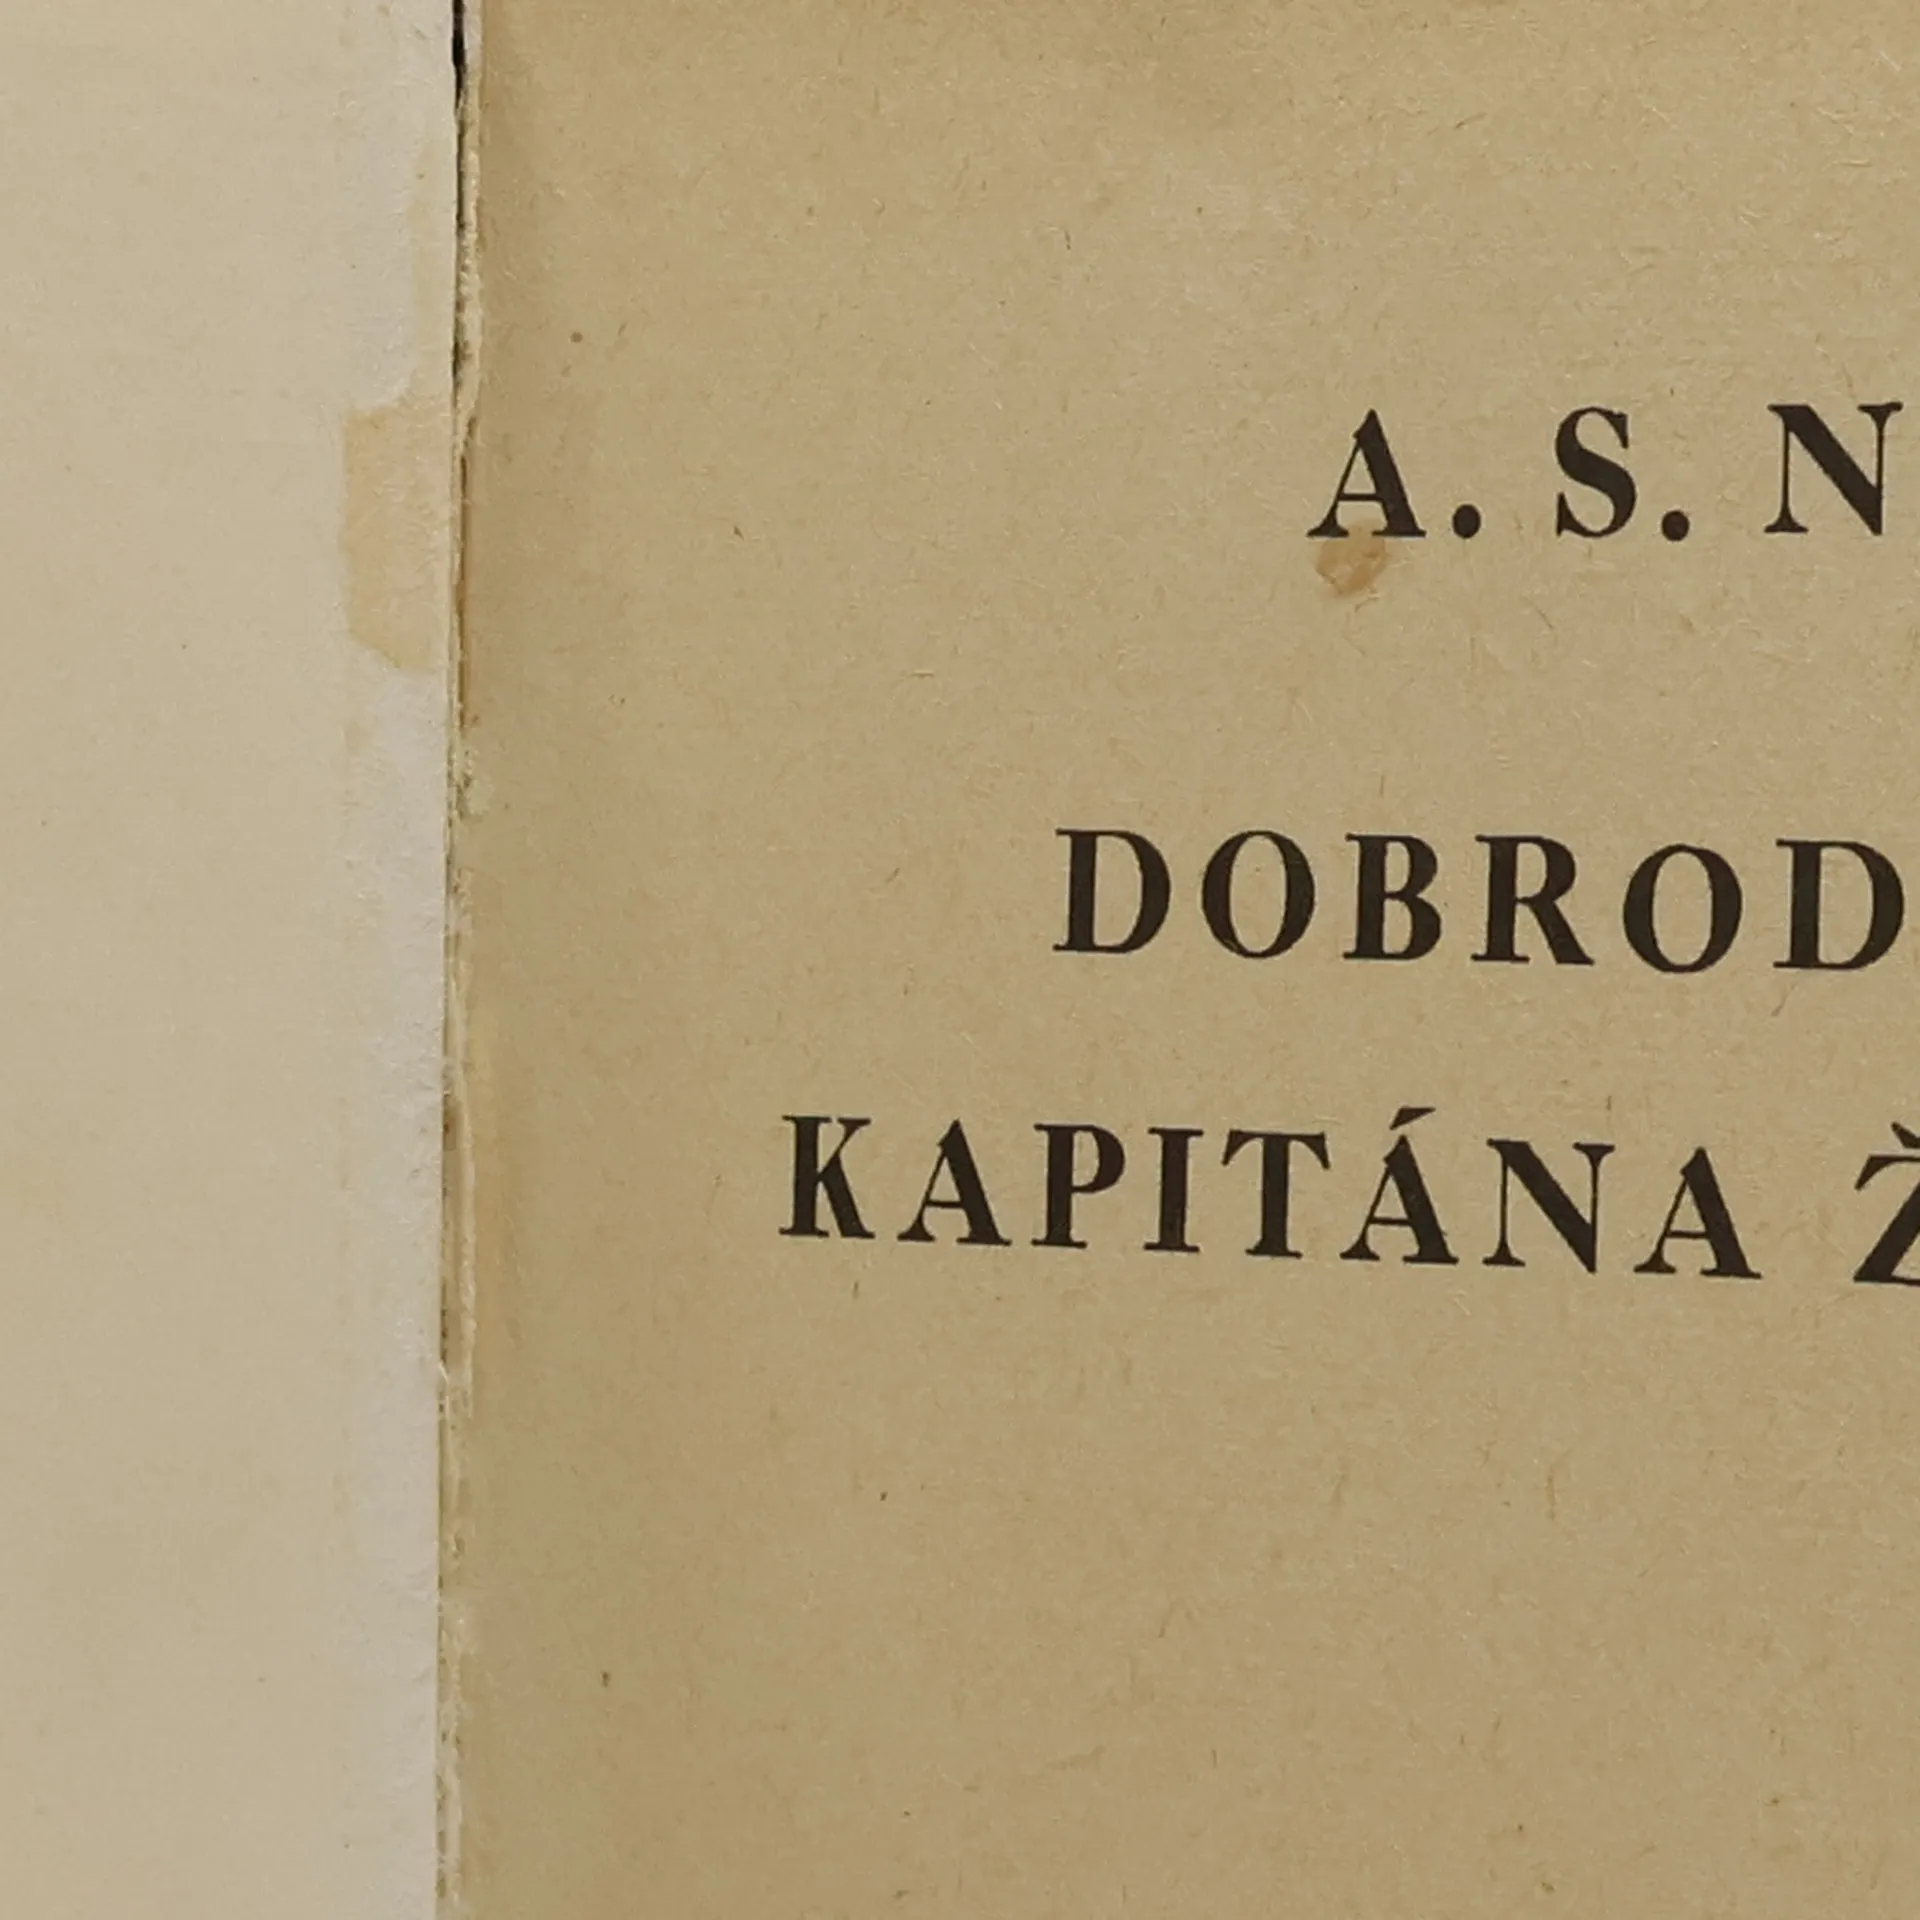 A. S. N
DOBROD
KAPITÁNA Ž